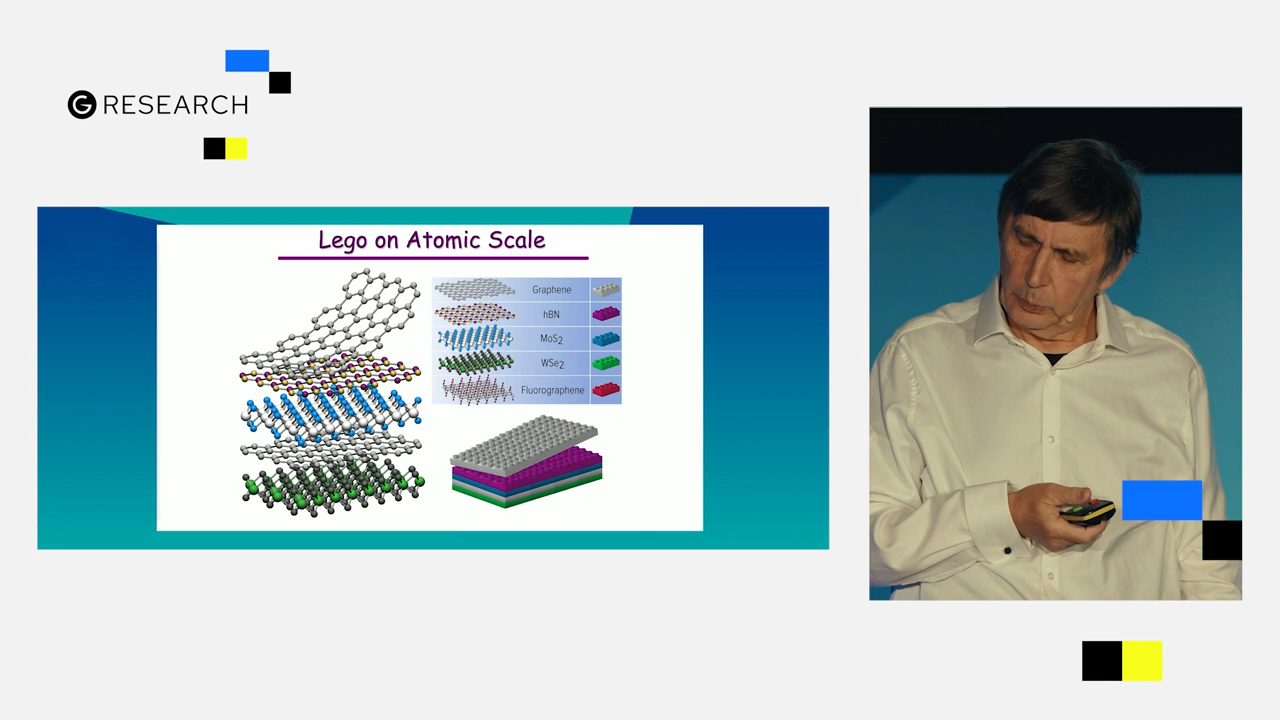 G RESEARCH
Lego on Atomic Scale
Graphene
hBN
MoS2
WSe2
Fluorographene